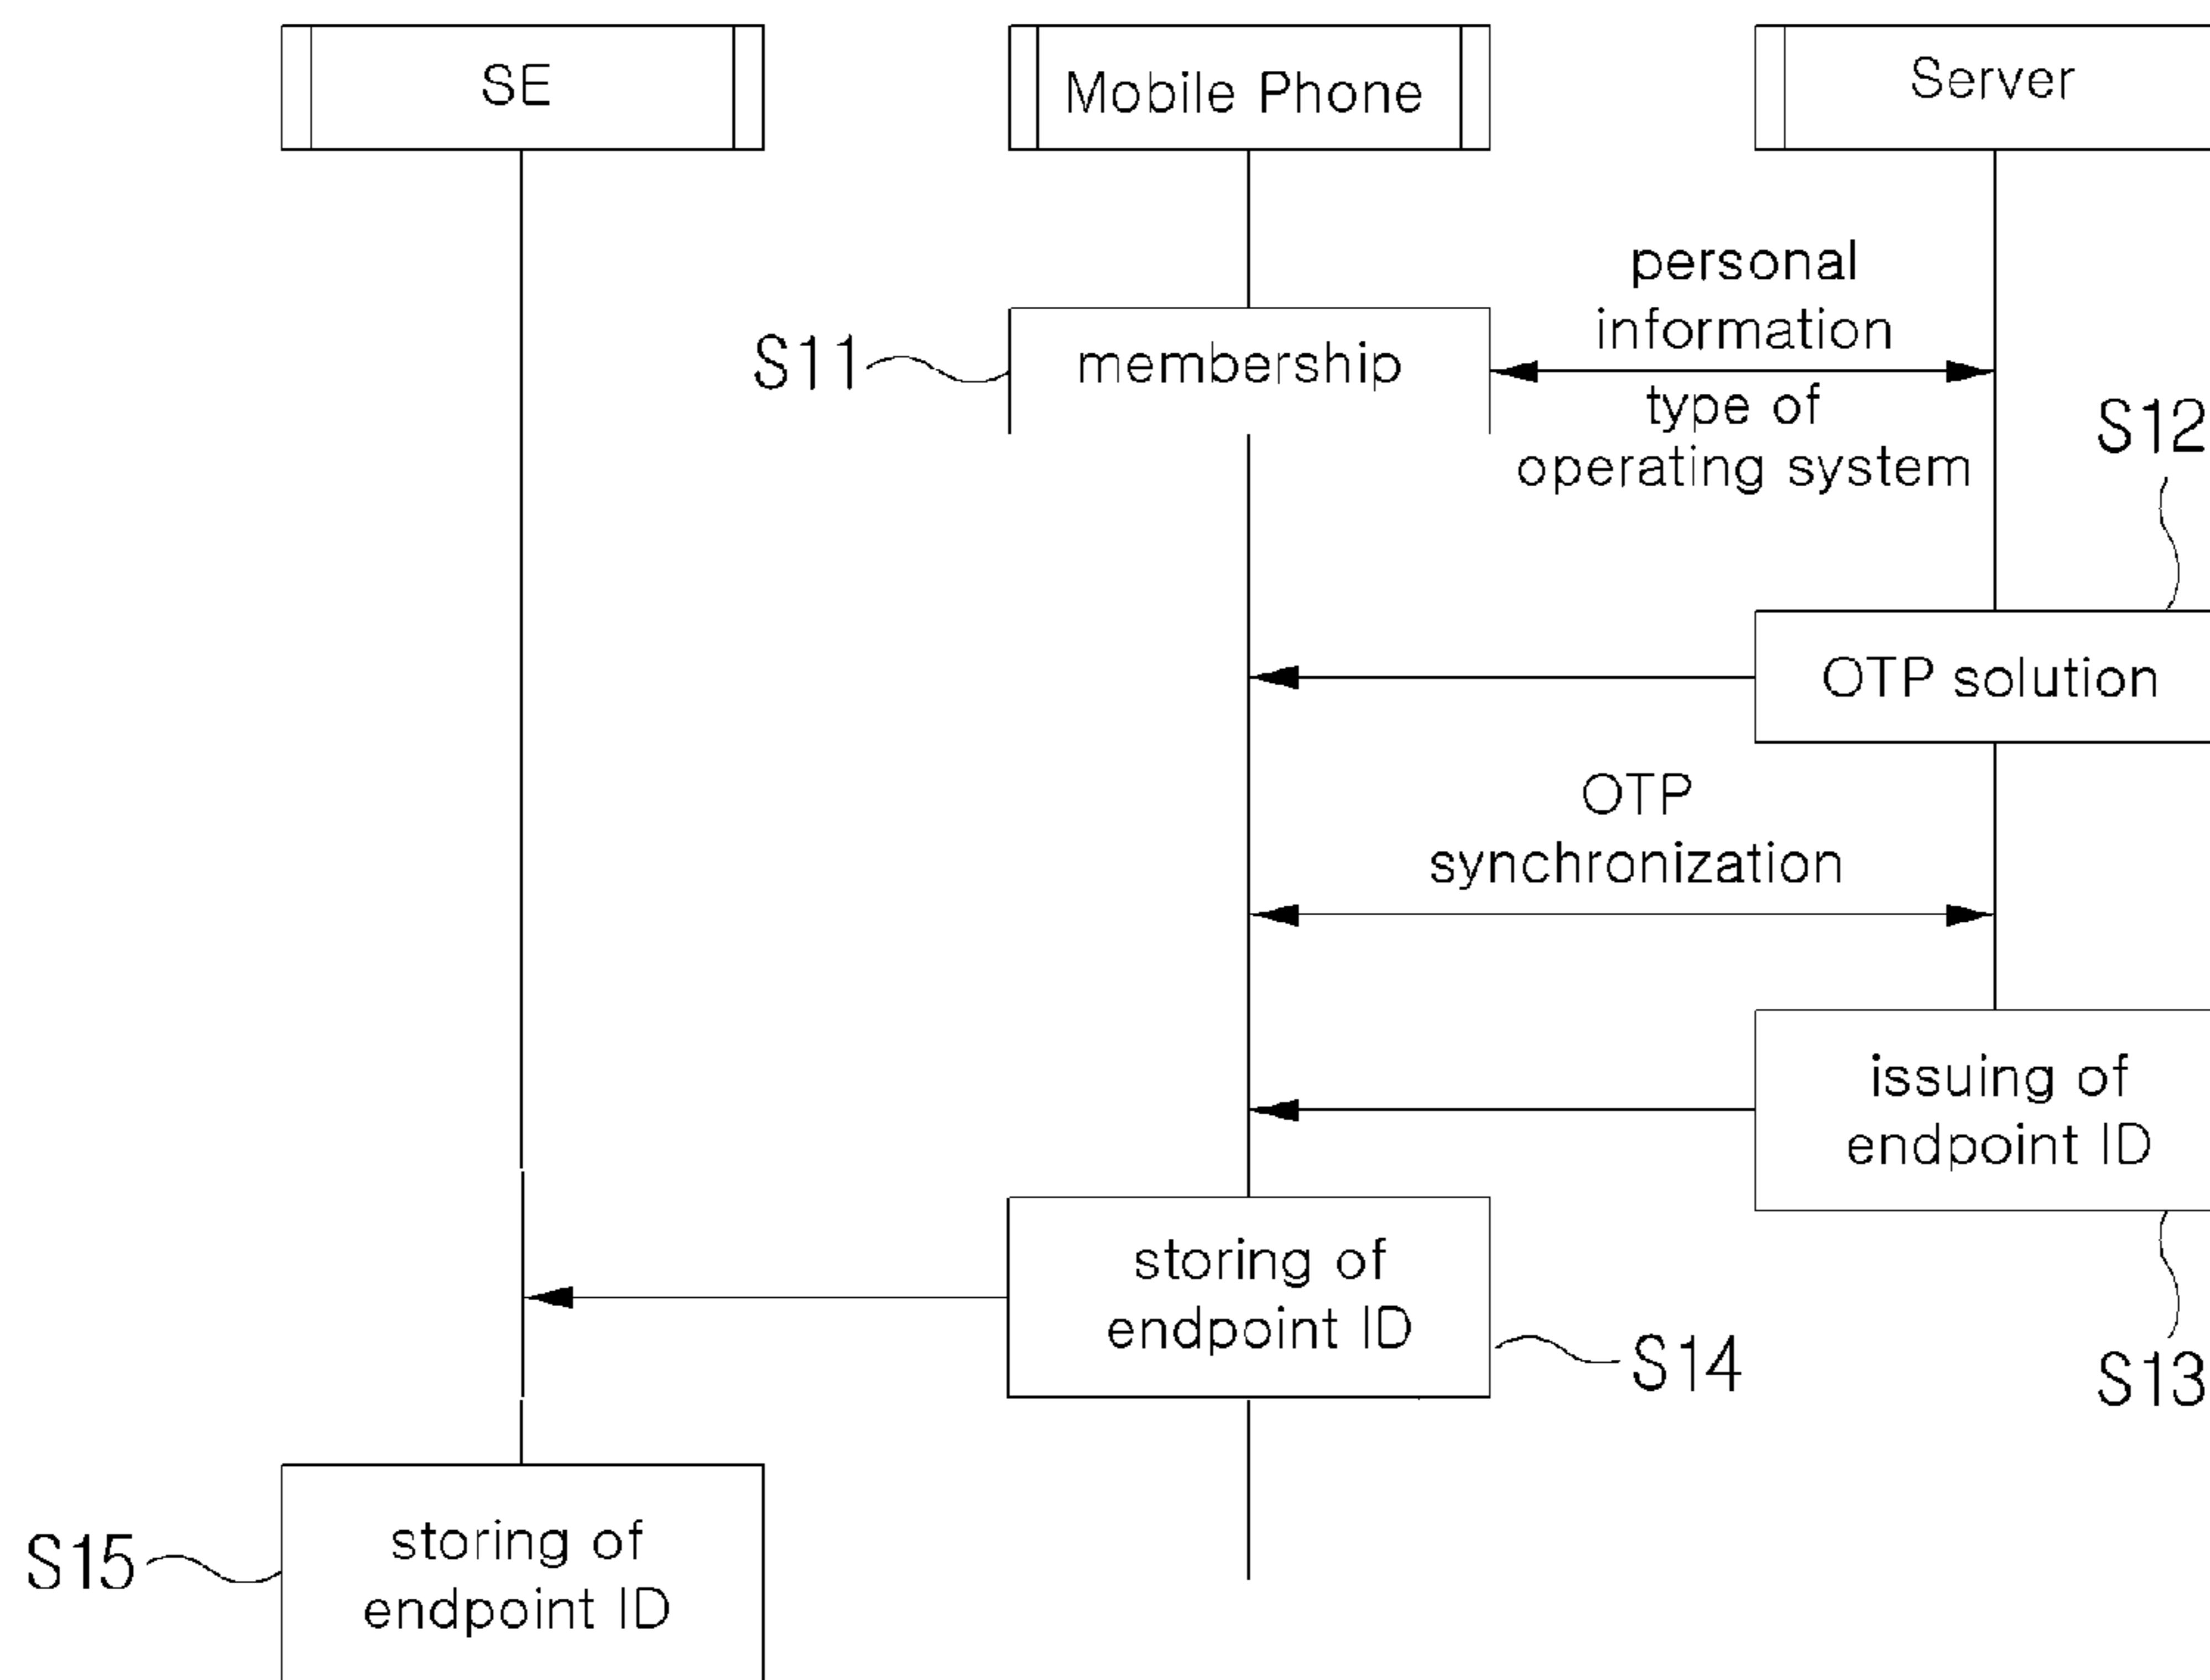 SE
Mobile Phone
Server
personal
information
S11
membership
type of
operating system
S12
OTP solution
OTP
synchronization
issuing of
endpoint ID
storing of
endpoint ID
S14
S13
S15
storing of
endpoint ID